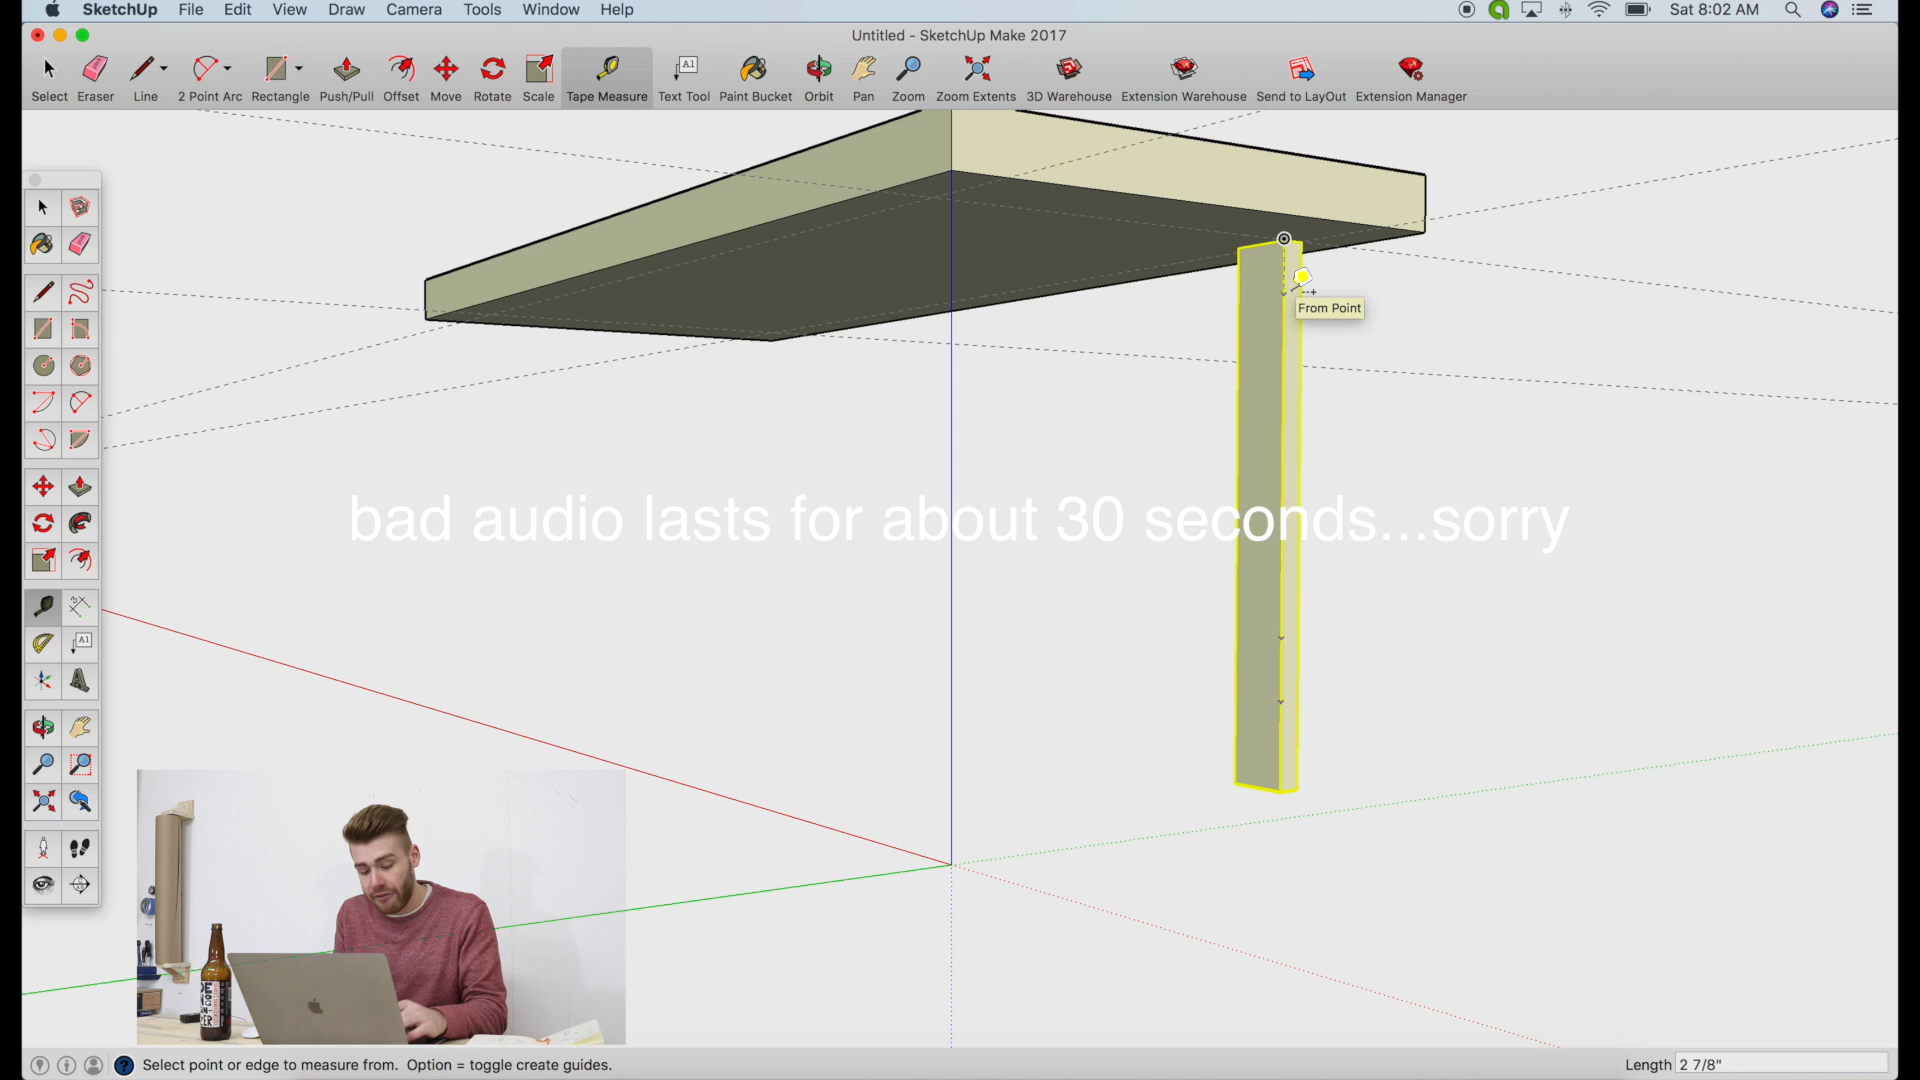 SketchUp File Edit View Draw Camera Tools Window Help Sat 8:02 AM
Untitled - SketchUp Make 2017
Select Eraser Line 2 Point Arc Rectangle Push/Pull Offset Move Rotate Scale Tape Measure Text Tool Paint Bucket Orbit Pan Zoom Zoom Extents 3D Warehouse Extension Warehouse Send to LayOut Extension Manager
From Point
bad audio lasts for about 30 seconds...sorry
Select point or edge to measure from. Option = toggle create guides.
Length 2 7/8"